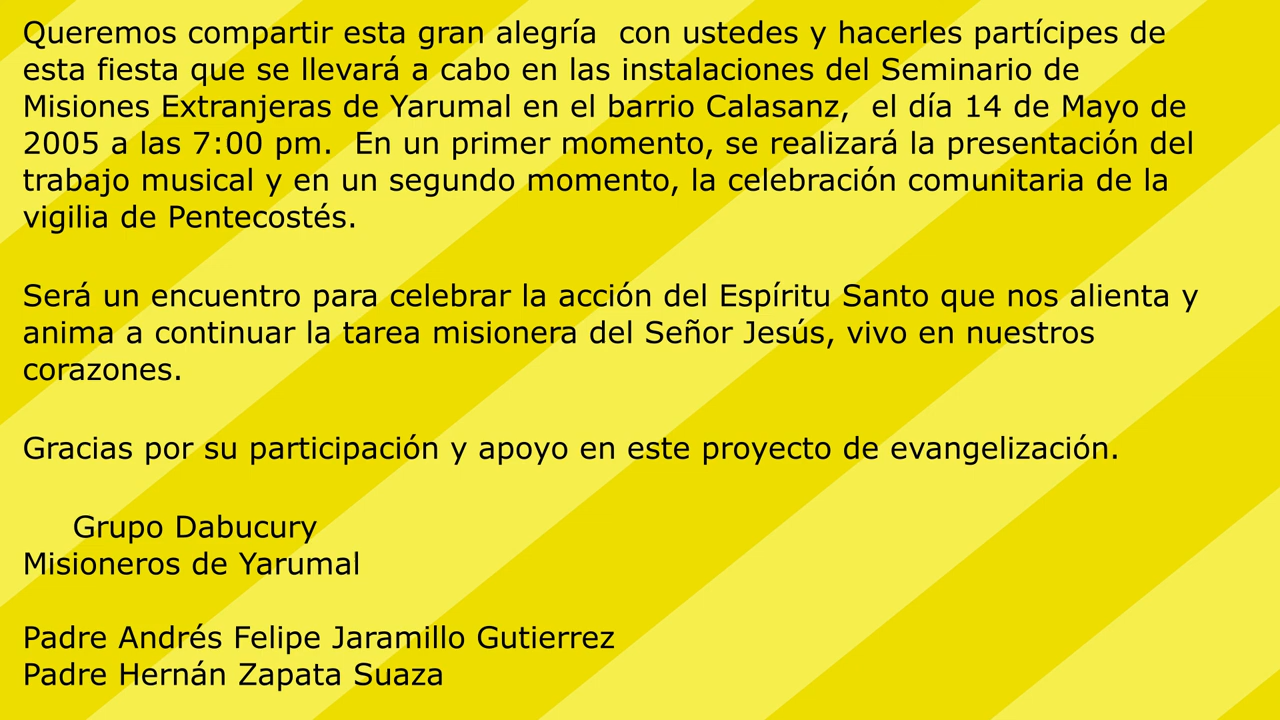 Queremos compartir esta gran alegría  con ustedes y hacerles partícipes de
esta fiesta que se llevará a cabo en las instalaciones del Seminario de
Misiones Extranjeras de Yarumal en el barrio Calasanz,  el día 14 de Mayo de
2005 a las 7:00 pm.  En un primer momento, se realizará la presentación del
trabajo musical y en un segundo momento, la celebración comunitaria de la
vigilia de Pentecostés.
Será un encuentro para celebrar la acción del Espíritu Santo que nos alienta y
anima a continuar la tarea misionera del Señor Jesús, vivo en nuestros
corazones.
Gracias por su participación y apoyo en este proyecto de evangelización.
Grupo Dabucury
Misioneros de Yarumal
Padre Andrés Felipe Jaramillo Gutierrez
Padre Hernán Zapata Suaza